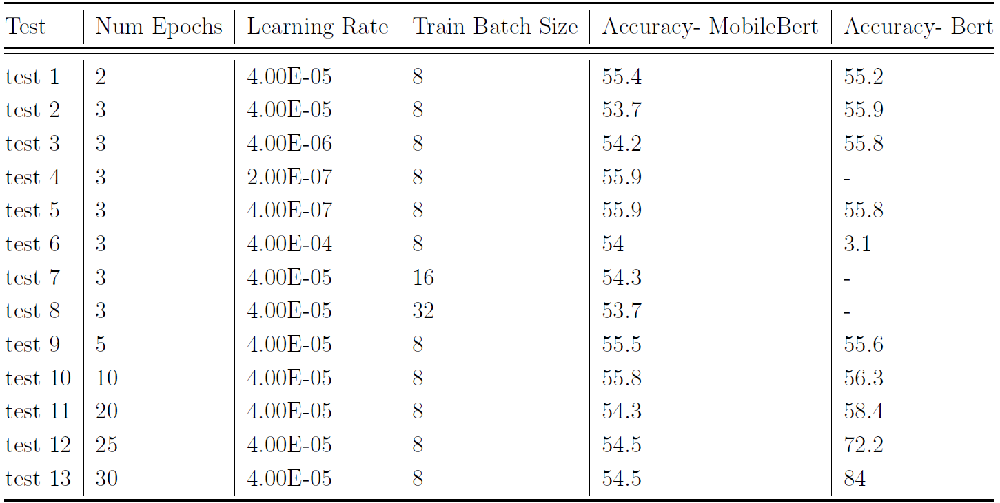 Test Num Epochs Learning Rate Train Batch Size Accuracy- MobileBert Accuracy- Bert
test 1 2 4.00E-05 8 55.4 55.2
test 2 3 4.00E-05 8 53.7 55.9
test 3 3 4.00E-06 8 54.2 55.8
test 4 3 2.00E-07 8 55.9 -
test 5 3 4.00E-07 8 55.9 55.8
test 6 3 4.00E-04 8 54 3.1
test 7 3 4.00E-05 16 54.3 -
test 8 3 4.00E-05 32 53.7 -
test 9 5 4.00E-05 8 55.5 55.6
test 10 10 4.00E-05 8 55.8 56.3
test 11 20 4.00E-05 8 54.3 58.4
test 12 25 4.00E-05 8 54.5 72.2
test 13 30 4.00E-05 8 54.5 84